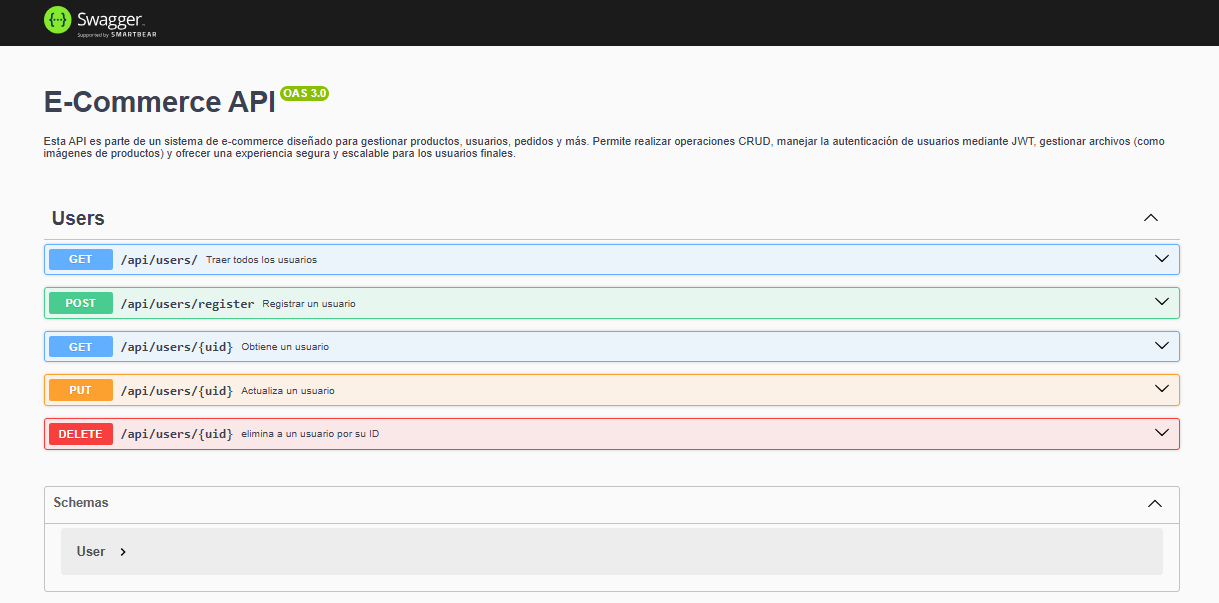 {··} Swagger™
Supported by SMARTBEAR
E-Commerce API OAS 3.0
Esta API es parte de un sistema de e-commerce diseñado para gestionar productos, usuarios, pedidos y más. Permite realizar operaciones CRUD, manejar la autenticación de usuarios mediante JWT, gestionar archivos (como
imágenes de productos) y ofrecer una experiencia segura y escalable para los usuarios finales.
Users
GET /api/users/ Traer todos los usuarios
POST /api/users/register Registrar un usuario
GET /api/users/{uid} Obtiene un usuario
PUT /api/users/{uid} Actualiza un usuario
DELETE /api/users/{uid} elimina a un usuario por su ID
Schemas
User